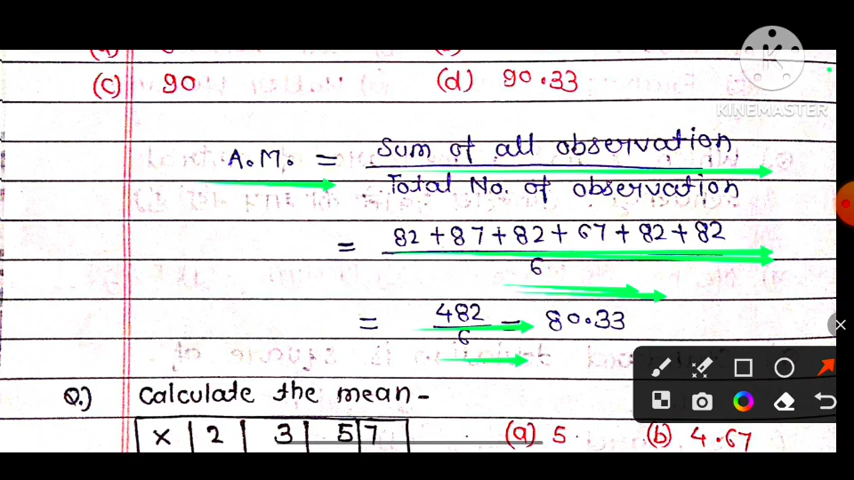 (c) 90 (d) 90.33
KINEMASTER
A.M. = Sum of all observation
Total No. of observation
= 82 + 87 + 82 + 67 + 82 + 82
6
= 482 = 80.33
6
Q.) Calculate the mean-
x 2 3 5 7 (a) 5 (b) 4.67